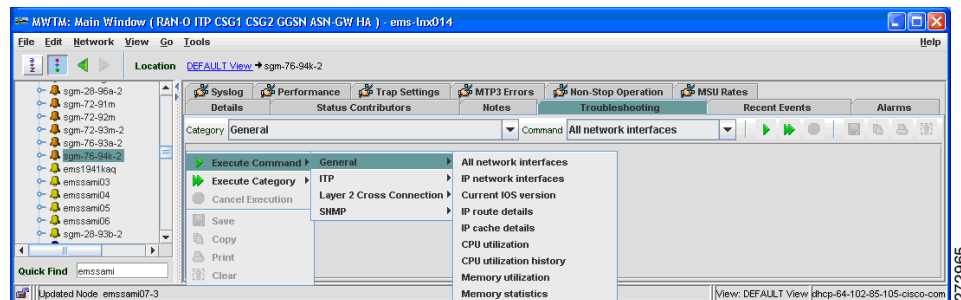 MWTM: Main Window ( RAN-O ITP CSG1 CSG2 GGSN ASN-GW HA ) - ems-lnx014
File Edit Network View Go Tools Help
Location DEFAULT View sgm-76-94k-2
sgm-28-96a-2
sgm-72-91m
sgm-72-92m
sgm-72-93m-2
sgm-76-93a-2
sgm-76-94k-2
ems1941kaq
emssami03
emssami04
emssami05
emssami06
sgm-28-93b-2
Quick Find emssami
Syslog Performance Trap Settings MTP3 Errors Non-Stop Operation MSU Rates
Details Status Contributors Notes Troubleshooting Recent Events Alarms
Category General Command All network interfaces
Execute Command
Execute Category
Cancel Execution
Save
Copy
Print
Clear
General
ITP
Layer 2 Cross Connection
SNMP
All network interfaces
IP network interfaces
Current IOS version
IP route details
IP cache details
CPU utilization
CPU utilization history
Memory utilization
Memory statistics
Updated Node emssami07-3
View: DEFAULT View dhcp-64-102-85-105-cisco-com
273965